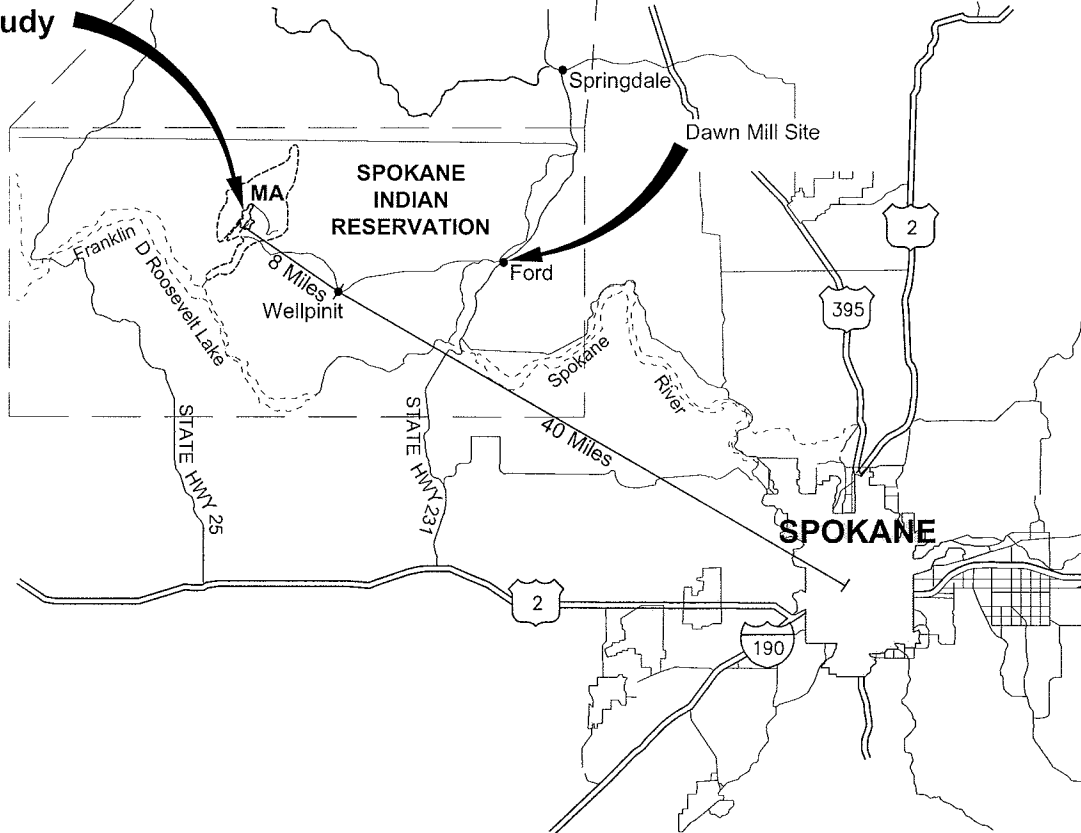 udy
Springdale
Dawn Mill Site
MA
SPOKANE
INDIAN
RESERVATION
2
Franklin
D Roosevelt Lake
8 Miles
Ford
Wellpinit
395
Spokane
River
STATE HWY 25
STATE HWY 231
40 Miles
SPOKANE
2
190